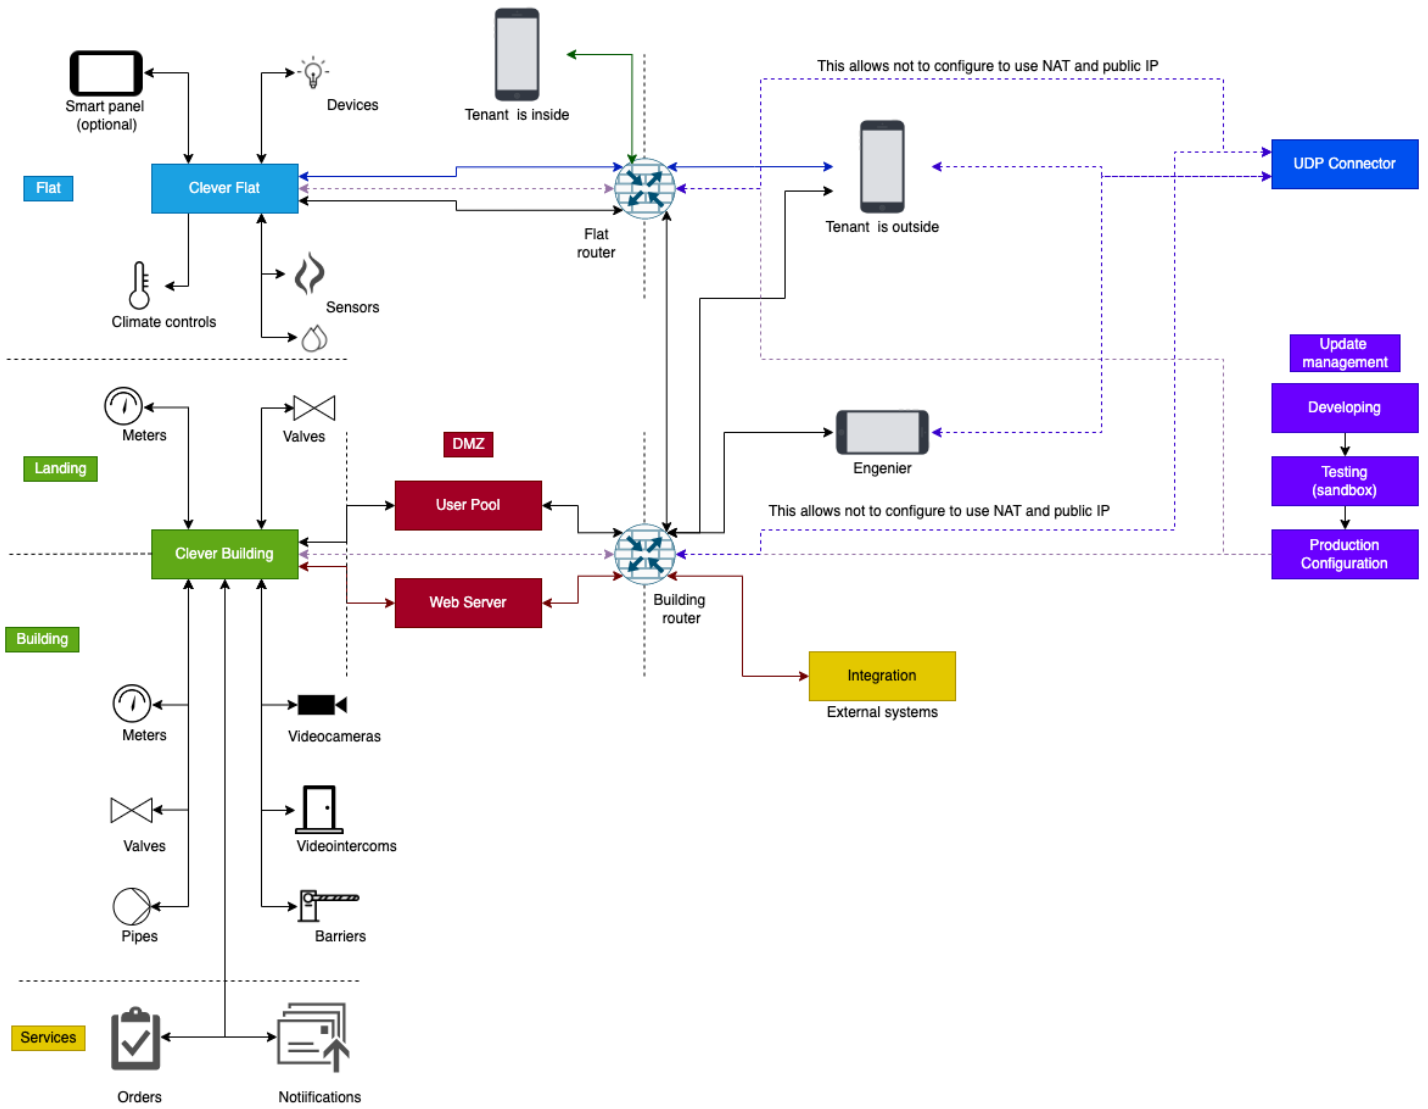 This allows not to configure to use NAT and public IP
Smart panel
(optional)
Devices
Tenant  is inside
Flat
Clever Flat
UDP Connector
Tenant  is outside
Flat
router
Sensors
Climate controls
Update
management
Developing
Meters
Valves
DMZ
Landing
Engenier
Testing
(sandbox)
User Pool
This allows not to configure to use NAT and public IP
Clever Building
Production
Configuration
Web Server
Building
router
Building
Integration
External systems
Meters
Videocameras
Valves
Videointercoms
Pipes
Barriers
Services
Orders
Notiifications